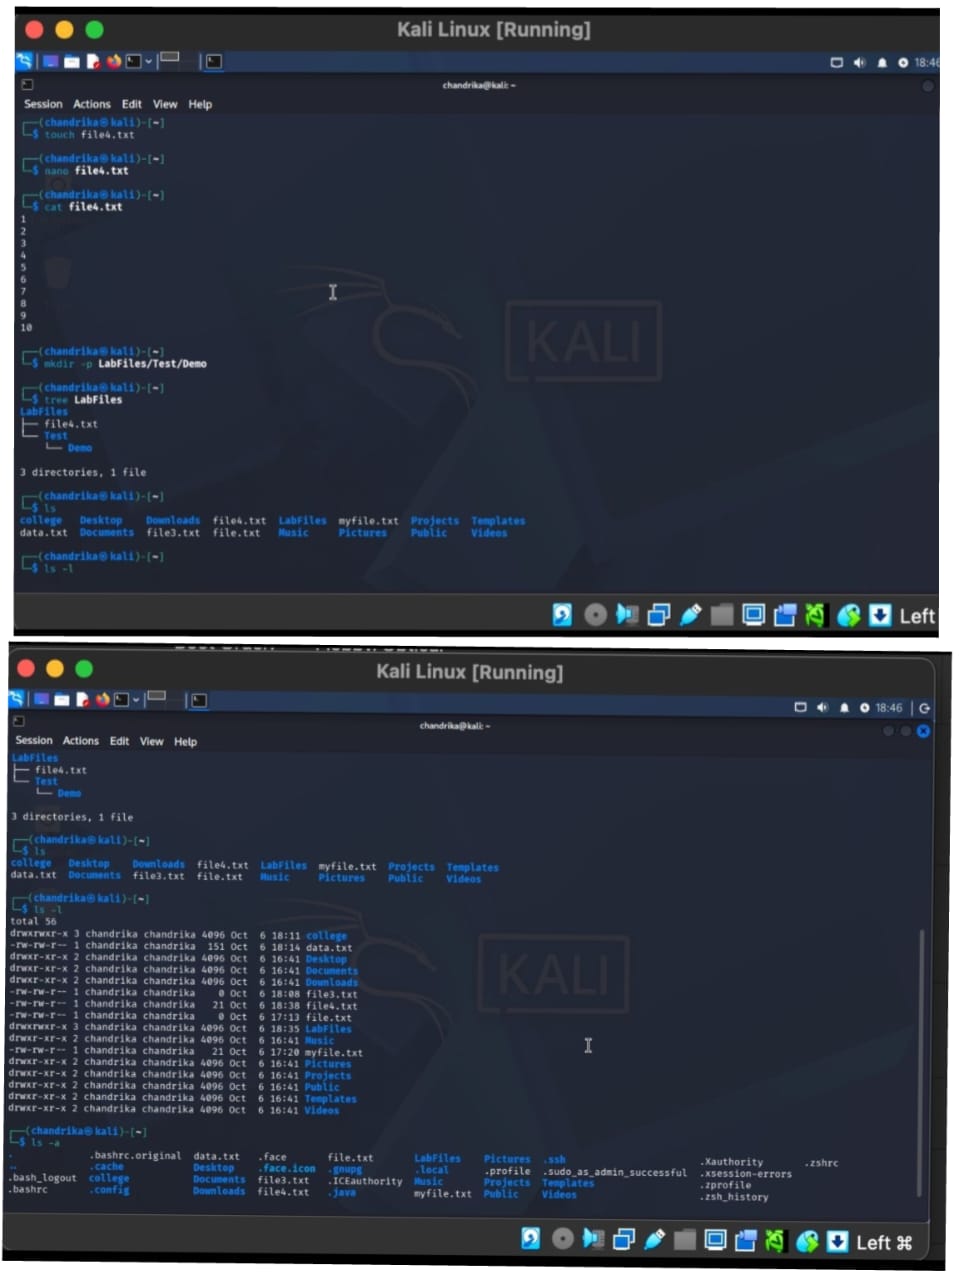 Kali Linux [Running]
18:46
chandrika@kali: ~
Session Actions Edit View Help
┌──(chandrika㉿kali)-[~]
└─$ touch file4.txt
┌──(chandrika㉿kali)-[~]
└─$ nano file4.txt
┌──(chandrika㉿kali)-[~]
└─$ cat file4.txt
1
2
3
4
5
6
7
8
9
10
┌──(chandrika㉿kali)-[~]
└─$ mkdir -p LabFiles/Test/Demo
┌──(chandrika㉿kali)-[~]
└─$ tree LabFiles
LabFiles
├── file4.txt
└── Test
    └── Demo
3 directories, 1 file
┌──(chandrika㉿kali)-[~]
└─$ ls
college Desktop Downloads file4.txt LabFiles myfile.txt Projects Templates
data.txt Documents file3.txt file.txt Music Pictures Public Videos
┌──(chandrika㉿kali)-[~]
└─$ ls -l
KALI
Left
Kali Linux [Running]
18:46
chandrika@kali: ~
Session Actions Edit View Help
LabFiles
├── file4.txt
└── Test
    └── Demo
3 directories, 1 file
┌──(chandrika㉿kali)-[~]
└─$ ls
college Desktop Downloads file4.txt LabFiles myfile.txt Projects Templates
data.txt Documents file3.txt file.txt Music Pictures Public Videos
┌──(chandrika㉿kali)-[~]
└─$ ls -l
total 56
drwxrwxr-x 3 chandrika chandrika 4096 Oct 6 18:11 college
-rw-rw-r-- 1 chandrika chandrika 151 Oct 6 18:14 data.txt
drwxr-xr-x 2 chandrika chandrika 4096 Oct 6 16:41 Desktop
drwxr-xr-x 2 chandrika chandrika 4096 Oct 6 16:41 Documents
drwxr-xr-x 2 chandrika chandrika 4096 Oct 6 16:41 Downloads
-rw-rw-r-- 1 chandrika chandrika 0 Oct 6 18:08 file3.txt
-rw-rw-r-- 1 chandrika chandrika 21 Oct 6 18:38 file4.txt
-rw-rw-r-- 1 chandrika chandrika 0 Oct 6 17:13 file.txt
drwxrwxr-x 3 chandrika chandrika 4096 Oct 6 18:35 LabFiles
drwxr-xr-x 2 chandrika chandrika 4096 Oct 6 16:41 Music
-rw-rw-r-- 1 chandrika chandrika 21 Oct 6 17:20 myfile.txt
drwxr-xr-x 2 chandrika chandrika 4096 Oct 6 16:41 Pictures
drwxr-xr-x 2 chandrika chandrika 4096 Oct 6 16:41 Projects
drwxr-xr-x 2 chandrika chandrika 4096 Oct 6 16:41 Public
drwxr-xr-x 2 chandrika chandrika 4096 Oct 6 16:41 Templates
drwxr-xr-x 2 chandrika chandrika 4096 Oct 6 16:41 Videos
┌──(chandrika㉿kali)-[~]
└─$ ls -a
. .bashrc.original data.txt .face file.txt LabFiles Pictures .ssh .Xauthority .zshrc
.. .cache Desktop .face.icon .gnupg .local .profile .sudo_as_admin_successful .xsession-errors
.bash_logout college Documents file3.txt .ICEauthority Music Projects Templates .zprofile
.bashrc .config Downloads file4.txt .java myfile.txt Public Videos .zsh_history
KALI
Left ⌘